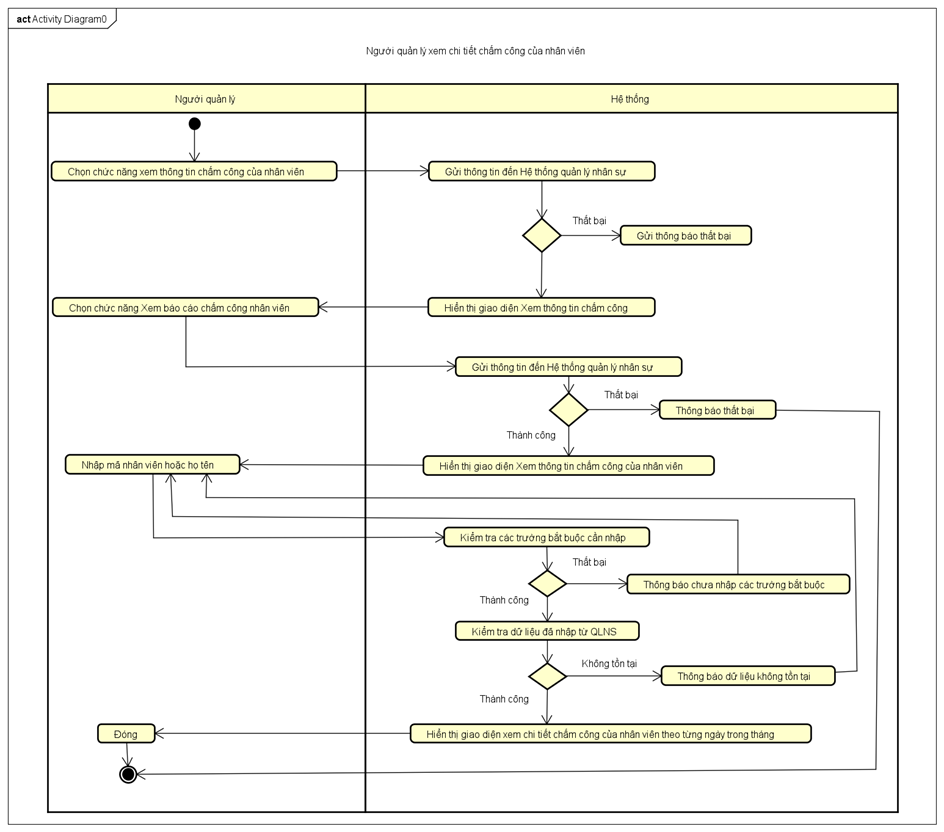 act Activity Diagram0
Người quản lý xem chi tiết chấm công của nhân viên
Người quản lý
Hệ thống
Chọn chức năng xem thông tin chấm công của nhân viên
Gửi thông tin đến Hệ thống quản lý nhân sự
Thất bại
Gửi thông báo thất bại
Chọn chức năng Xem báo cáo chấm công nhân viên
Hiển thị giao diện Xem thông tin chấm công
Gửi thông tin đến Hệ thống quản lý nhân sự
Thất bại
Thông báo thất bại
Thành công
Nhập mã nhân viên hoặc họ tên
Hiển thị giao diện Xem thông tin chấm công của nhân viên
Kiểm tra các trường bắt buộc cần nhập
Thất bại
Thông báo chưa nhập các trường bắt buộc
Thành công
Kiểm tra dữ liệu đã nhập từ QLNS
Không tồn tại
Thông báo dữ liệu không tồn tại
Thành công
Đóng
Hiển thị giao diện xem chi tiết chấm công của nhân viên theo từng ngày trong tháng